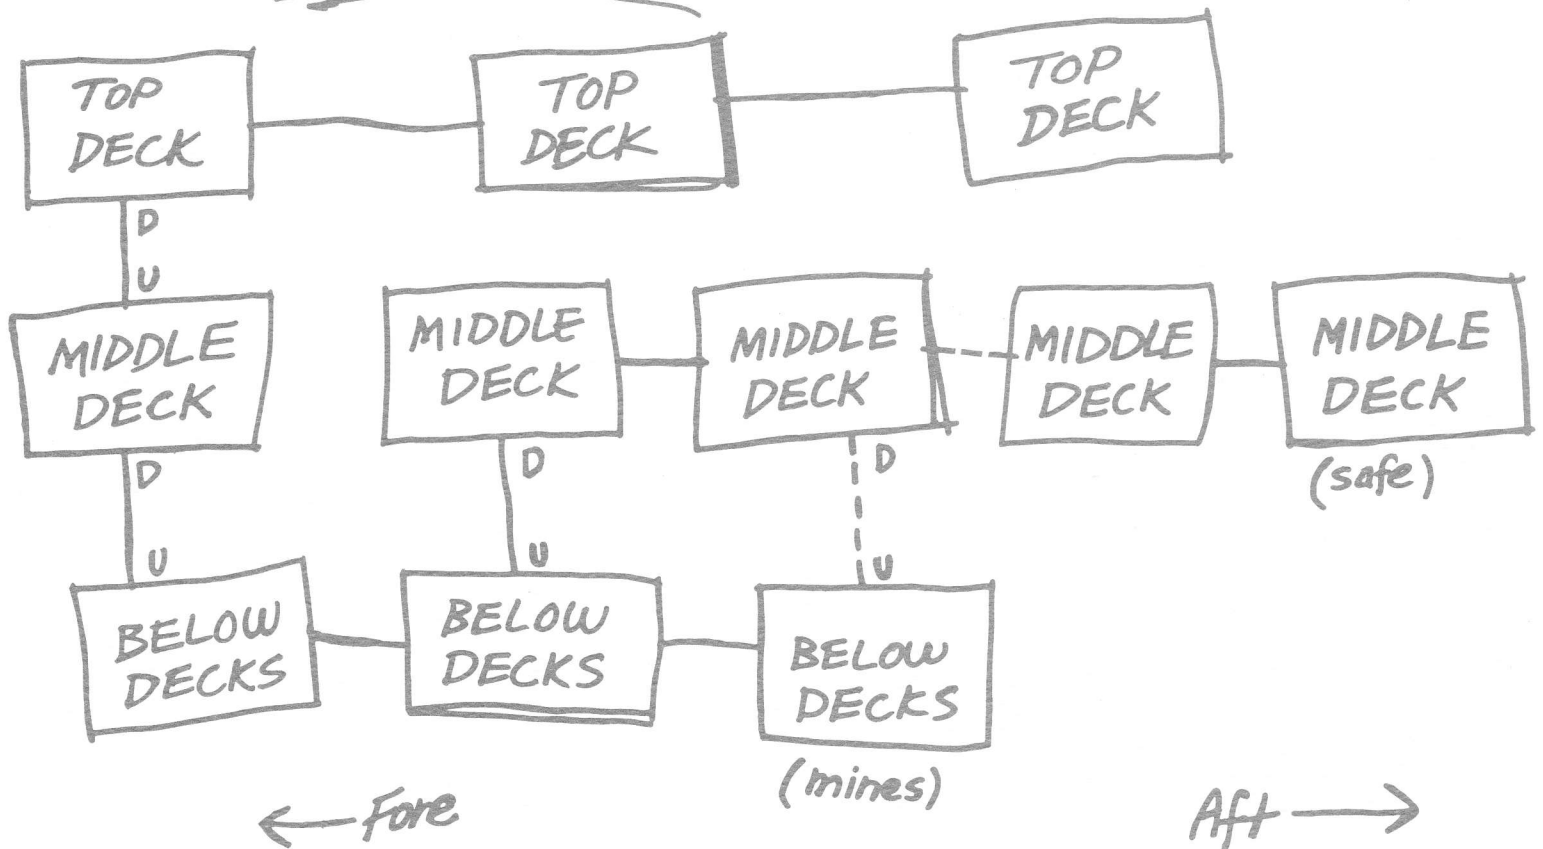 TOP
DECK
TOP
DECK
TOP
DECK
D
U
MIDDLE
DECK
MIDDLE
DECK
MIDDLE
DECK
MIDDLE
DECK
MIDDLE
DECK
D
D
D
(safe)
U
U
U
BELOW
DECKS
BELOW
DECKS
BELOW
DECKS
(mines)
Fore
Aft